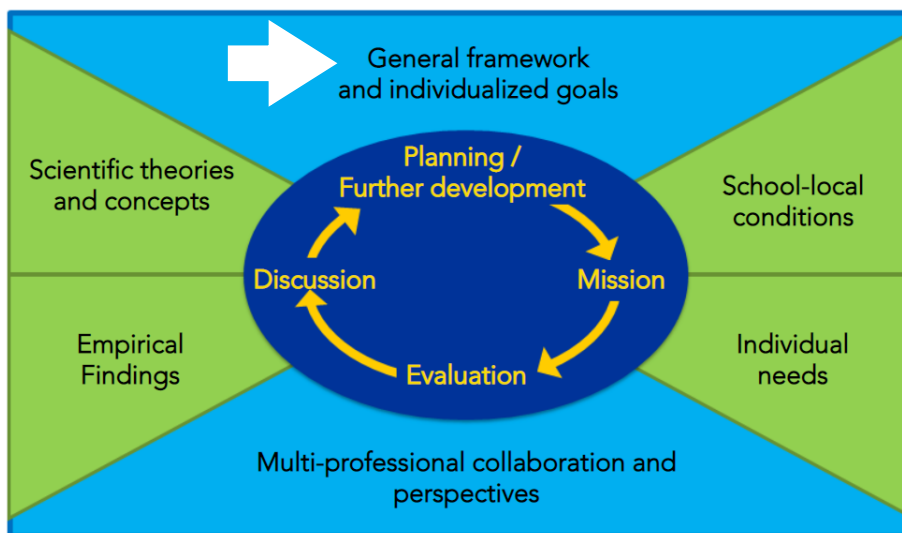 General framework
and individualized goals
Scientific theories
and concepts
Planning /
Further development
School-local
conditions
Discussion
Mission
Empirical
Findings
Evaluation
Individual
needs
Multi-professional collaboration and
perspectives